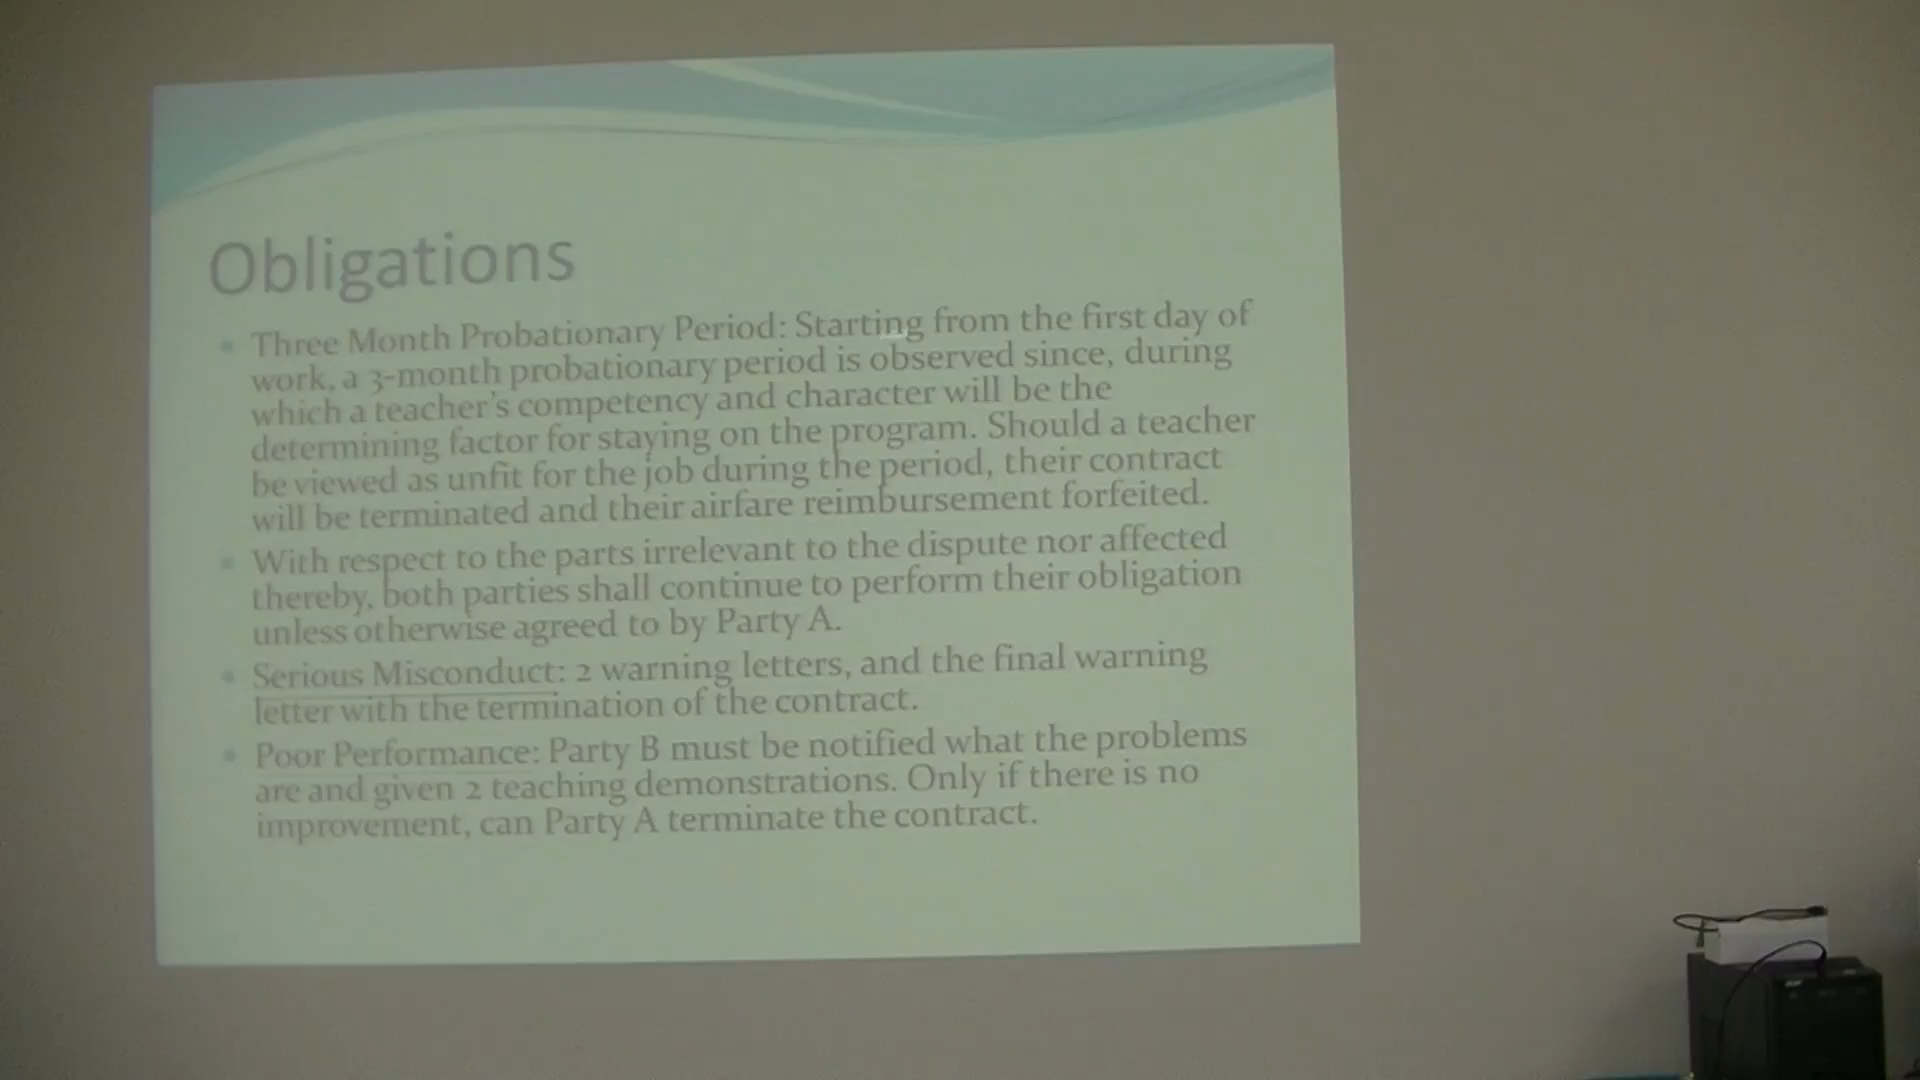 Obligations
Three Month Probationary Period: Starting from the first day of
work, a 3-month probationary period is observed since, during
which a teacher's competency and character will be the
determining factor for staying on the program. Should a teacher
be viewed as unfit for the job during the period, their contract
will be terminated and their airfare reimbursement forfeited.
With respect to the parts irrelevant to the dispute nor affected
thereby, both parties shall continue to perform their obligation
unless otherwise agreed to by Party A.
Serious Misconduct: 2 warning letters, and the final warning
letter with the termination of the contract.
Poor Performance: Party B must be notified what the problems
are and given 2 teaching demonstrations. Only if there is no
improvement, can Party A terminate the contract.